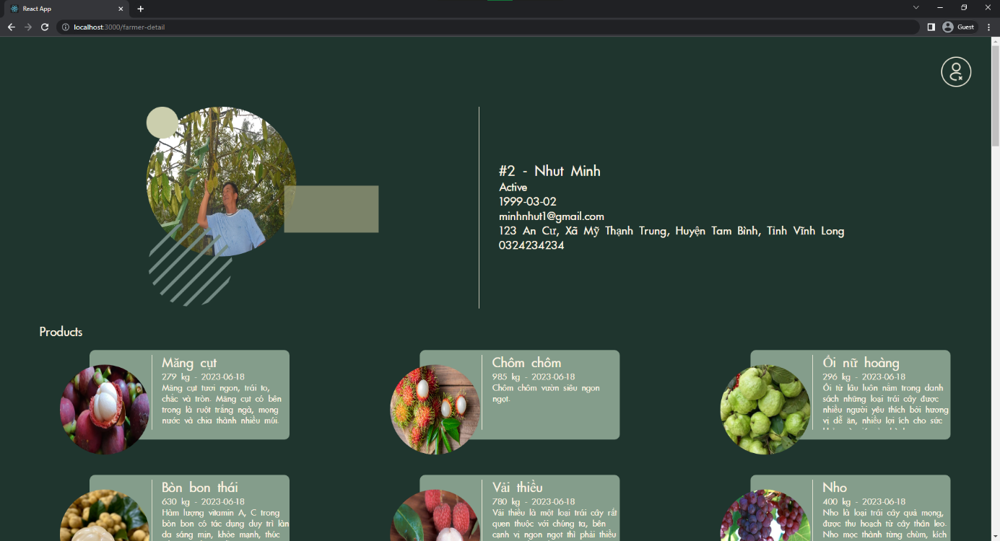 React App
localhost:3000/farmer-detail
Guest
#2 - Nhut Minh
Active
1999-03-02
minhnhut1@gmail.com
123 An Cư, Xã Mỹ Thạnh Trung, Huyện Tam Bình, Tỉnh Vĩnh Long
0324234234
Products
Măng cụt
279 kg - 2023-06-18
Măng cụt tươi ngon, trái to,
chắc và tròn. Măng cụt có bên
trong là ruột trắng ngà, mọng
nước và chia thành nhiều múi.
Chôm chôm
985 kg - 2023-06-18
Chôm chôm vườn siêu ngon
ngọt.
Ổi nữ hoàng
296 kg - 2023-06-18
Ổi từ lâu luôn nằm trong danh
sách những loại trái cây được
nhiều người yêu thích bởi hương
vị dễ ăn, nhiều lợi ích cho sức
Bòn bon thái
630 kg - 2023-06-18
Hàm lượng vitamin A, C trong
bòn bon có tác dụng duy trì làn
da sáng mịn, khỏe mạnh, thúc
Vải thiều
780 kg - 2023-06-18
Vải thiều là một loại trái cây rất
quen thuộc với chúng ta, bên
cạnh vị ngon ngọt thì phải thiều
Nho
400 kg - 2023-06-18
Nho là loại trái cây quả mọng,
được thu hoạch từ cây thân leo.
Nho mọc thành từng chùm, kích